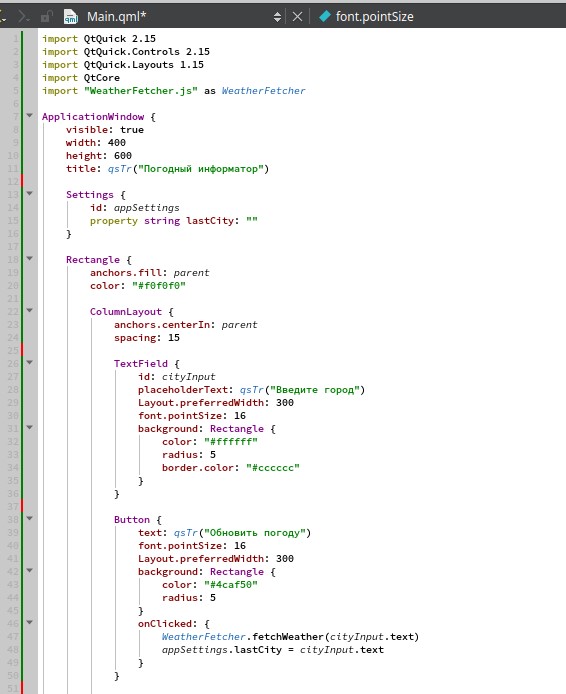 Main.qml*
font.pointSize
1 import QtQuick 2.15
2 import QtQuick.Controls 2.15
3 import QtQuick.Layouts 1.15
4 import QtCore
5 import "WeatherFetcher.js" as WeatherFetcher
6
7 ApplicationWindow {
8 visible: true
9 width: 400
10 height: 600
11 title: qsTr("Погодный информатор")
12
13 Settings {
14 id: appSettings
15 property string lastCity: ""
16 }
17
18 Rectangle {
19 anchors.fill: parent
20 color: "#f0f0f0"
21
22 ColumnLayout {
23 anchors.centerIn: parent
24 spacing: 15
25
26 TextField {
27 id: cityInput
28 placeholderText: qsTr("Введите город")
29 Layout.preferredWidth: 300
30 font.pointSize: 16
31 background: Rectangle {
32 color: "#ffffff"
33 radius: 5
34 border.color: "#cccccc"
35 }
36 }
37
38 Button {
39 text: qsTr("Обновить погоду")
40 font.pointSize: 16
41 Layout.preferredWidth: 300
42 background: Rectangle {
43 color: "#4caf50"
44 radius: 5
45 }
46 onClicked: {
47 WeatherFetcher.fetchWeather(cityInput.text)
48 appSettings.lastCity = cityInput.text
49 }
50 }
51